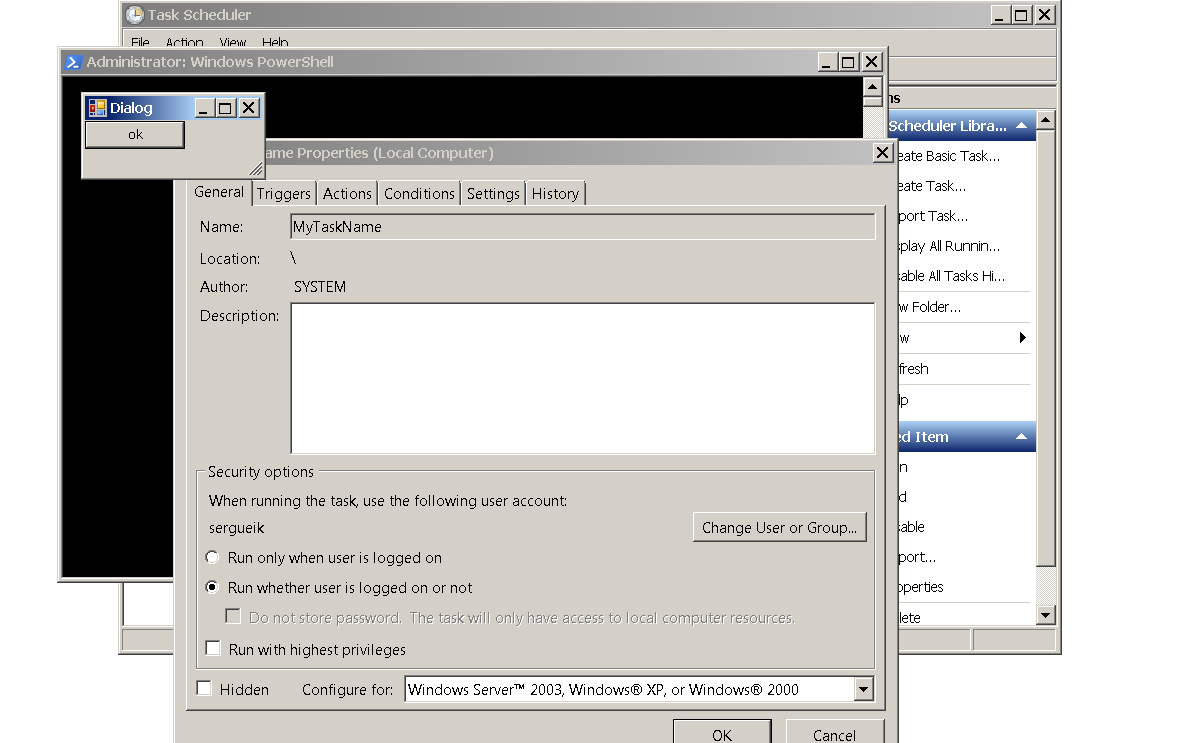 Task Scheduler
File Action View Help
Administrator: Windows PowerShell
Dialog
ok
ame Properties (Local Computer)
General Triggers Actions Conditions Settings History
Name: MyTaskName
Location: \
Author: SYSTEM
Description:
Security options
When running the task, use the following user account:
sergueik
Change User or Group...
Run only when user is logged on
Run whether user is logged on or not
Do not store password. The task will only have access to local computer resources.
Run with highest privileges
Hidden Configure for: Windows Server™ 2003, Windows® XP, or Windows® 2000
OK Cancel
ns
Scheduler Libra...
eate Basic Task...
eate Task...
port Task...
splay All Runnin...
sable All Tasks Hi...
w Folder...
w
fresh
lp
ed Item
n
d
able
port...
operties
lete